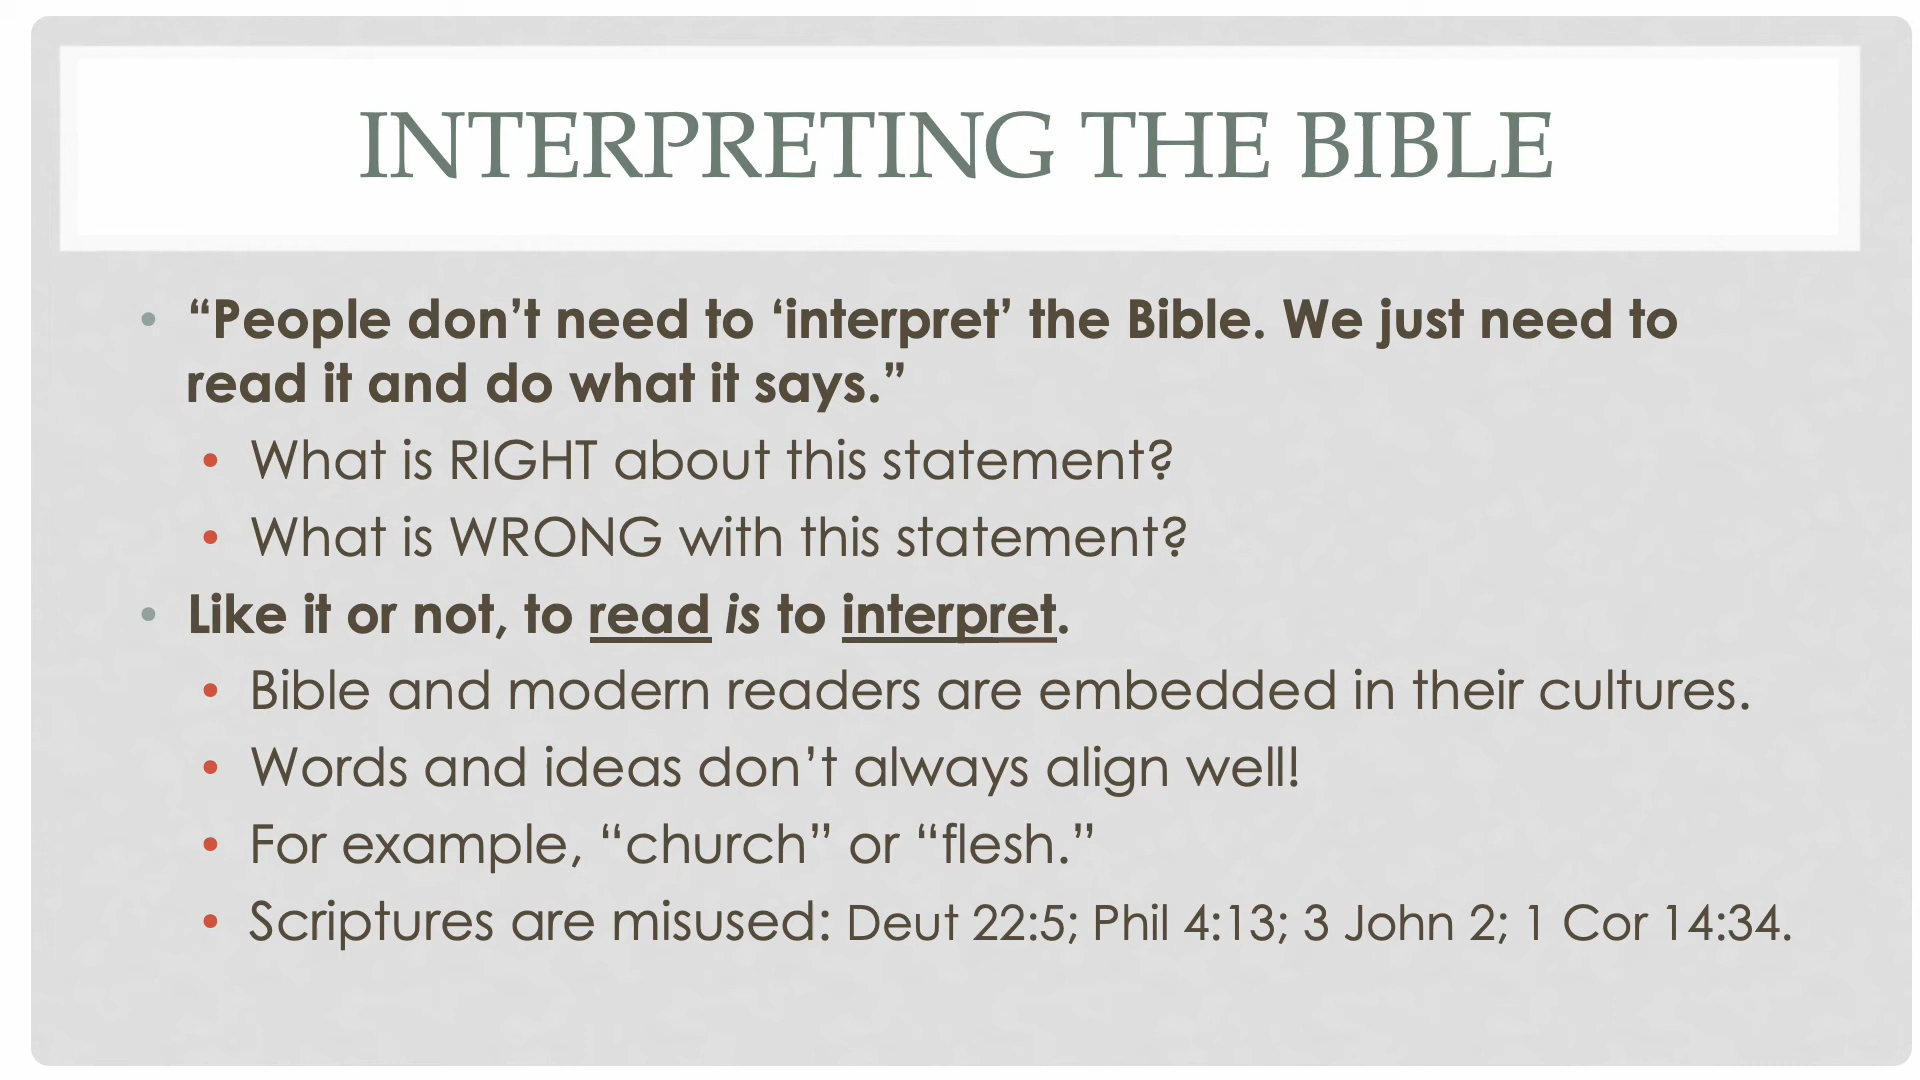 INTERPRETING THE BIBLE
• “People don’t need to ‘interpret’ the Bible. We just need to
read it and do what it says.”
• What is RIGHT about this statement?
• What is WRONG with this statement?
• Like it or not, to read is to interpret.
• Bible and modern readers are embedded in their cultures.
• Words and ideas don’t always align well!
• For example, “church” or “flesh.”
• Scriptures are misused: Deut 22:5; Phil 4:13; 3 John 2; 1 Cor 14:34.